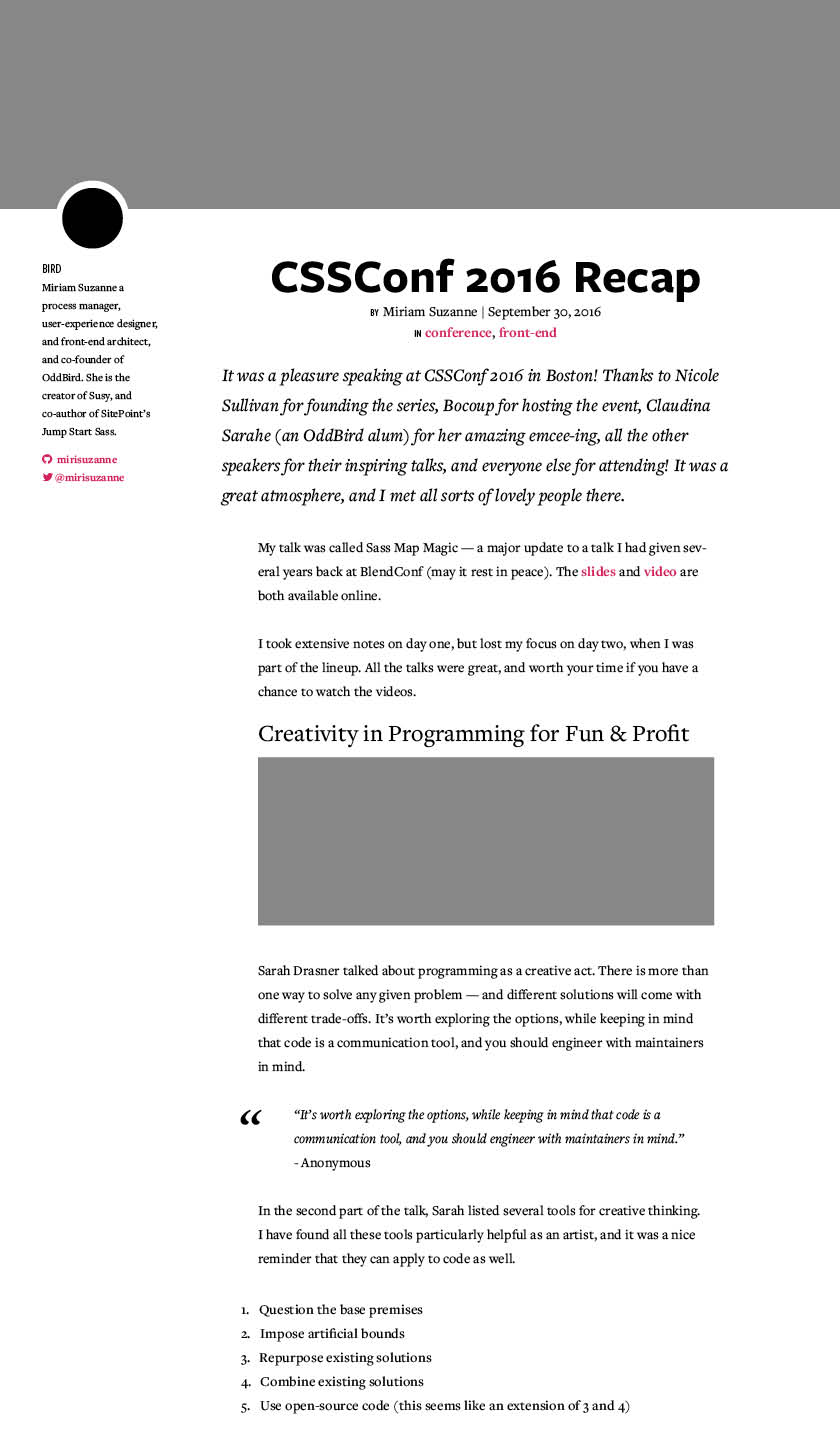 BIRD
Miriam Suzanne a
process manager,
user-experience designer,
and front-end architect,
and co-founder of
OddBird. She is the
creator of Susy, and
co-author of SitePoint’s
Jump Start Sass.
mirisuzanne
@mirisuzanne
CSSConf 2016 Recap
BY Miriam Suzanne | September 30, 2016
IN conference, front-end
It was a pleasure speaking at CSSConf 2016 in Boston! Thanks to Nicole
Sullivan for founding the series, Bocoup for hosting the event, Claudina
Sarahe (an OddBird alum) for her amazing emcee-ing, all the other
speakers for their inspiring talks, and everyone else for attending! It was a
great atmosphere, and I met all sorts of lovely people there.
My talk was called Sass Map Magic — a major update to a talk I had given sev-
eral years back at BlendConf (may it rest in peace). The slides and video are
both available online.
I took extensive notes on day one, but lost my focus on day two, when I was
part of the lineup. All the talks were great, and worth your time if you have a
chance to watch the videos.
Creativity in Programming for Fun & Profit
Sarah Drasner talked about programming as a creative act. There is more than
one way to solve any given problem — and different solutions will come with
different trade-offs. It’s worth exploring the options, while keeping in mind
that code is a communication tool, and you should engineer with maintainers
in mind.
“
“It’s worth exploring the options, while keeping in mind that code is a
communication tool, and you should engineer with maintainers in mind.”
- Anonymous
In the second part of the talk, Sarah listed several tools for creative thinking.
I have found all these tools particularly helpful as an artist, and it was a nice
reminder that they can apply to code as well.
1. Question the base premises
2. Impose artificial bounds
3. Repurpose existing solutions
4. Combine existing solutions
5. Use open-source code (this seems like an extension of 3 and 4)